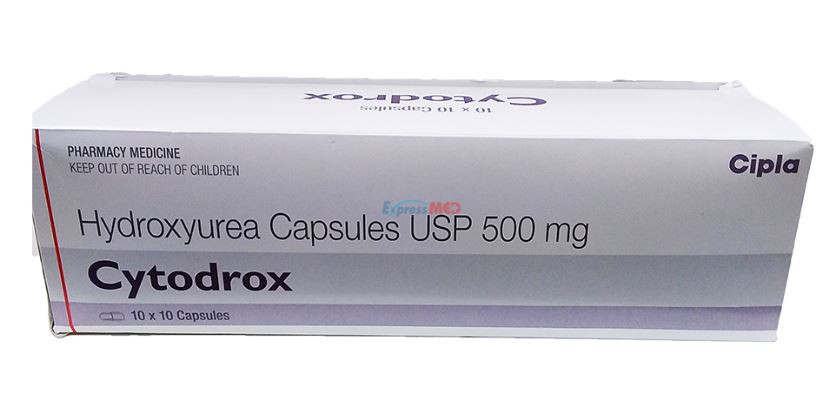 Cytodrox
10 x 10 Capsules
PHARMACY MEDICINE
KEEP OUT OF REACH OF CHILDREN
Cipla
ExpressMED
Hydroxyurea Capsules USP 500 mg
Cytodrox
10 x 10 Capsules